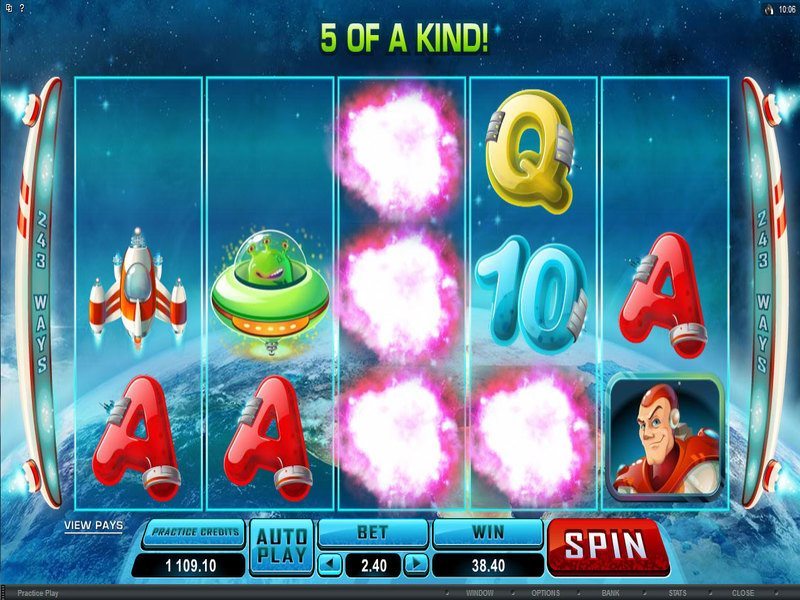 ?
10:06
5 OF A KIND!
Q
10
A
A
A
243 WAYS
243 WAYS
VIEW PAYS
PRACTICE CREDITS
1 109.10
AUTO
PLAY
BET
2.40
WIN
38.40
SPIN
Practice Play
WINDOW
OPTIONS
BANK
STATS
CLOSE